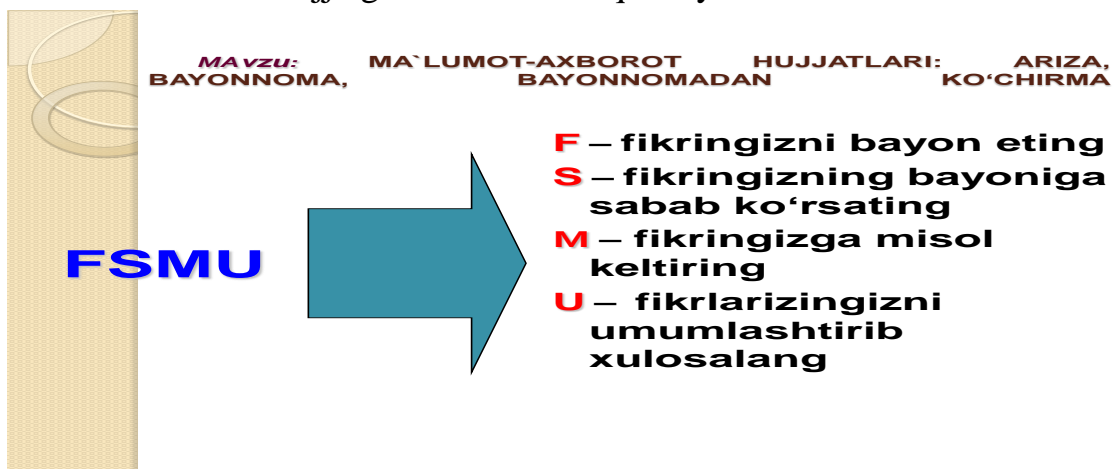 MAvzu: MA`LUMOT-AXBOROT HUJJATLARI: ARIZA,
BAYONNOMA, BAYONNOMADAN KO‘CHIRMA
F – fikringizni bayon eting
S – fikringizning bayoniga
sabab ko‘rsating
M – fikringizga misol
keltiring
U – fikrlarizingizni
umumlashtirib
xulosalang
FSMU